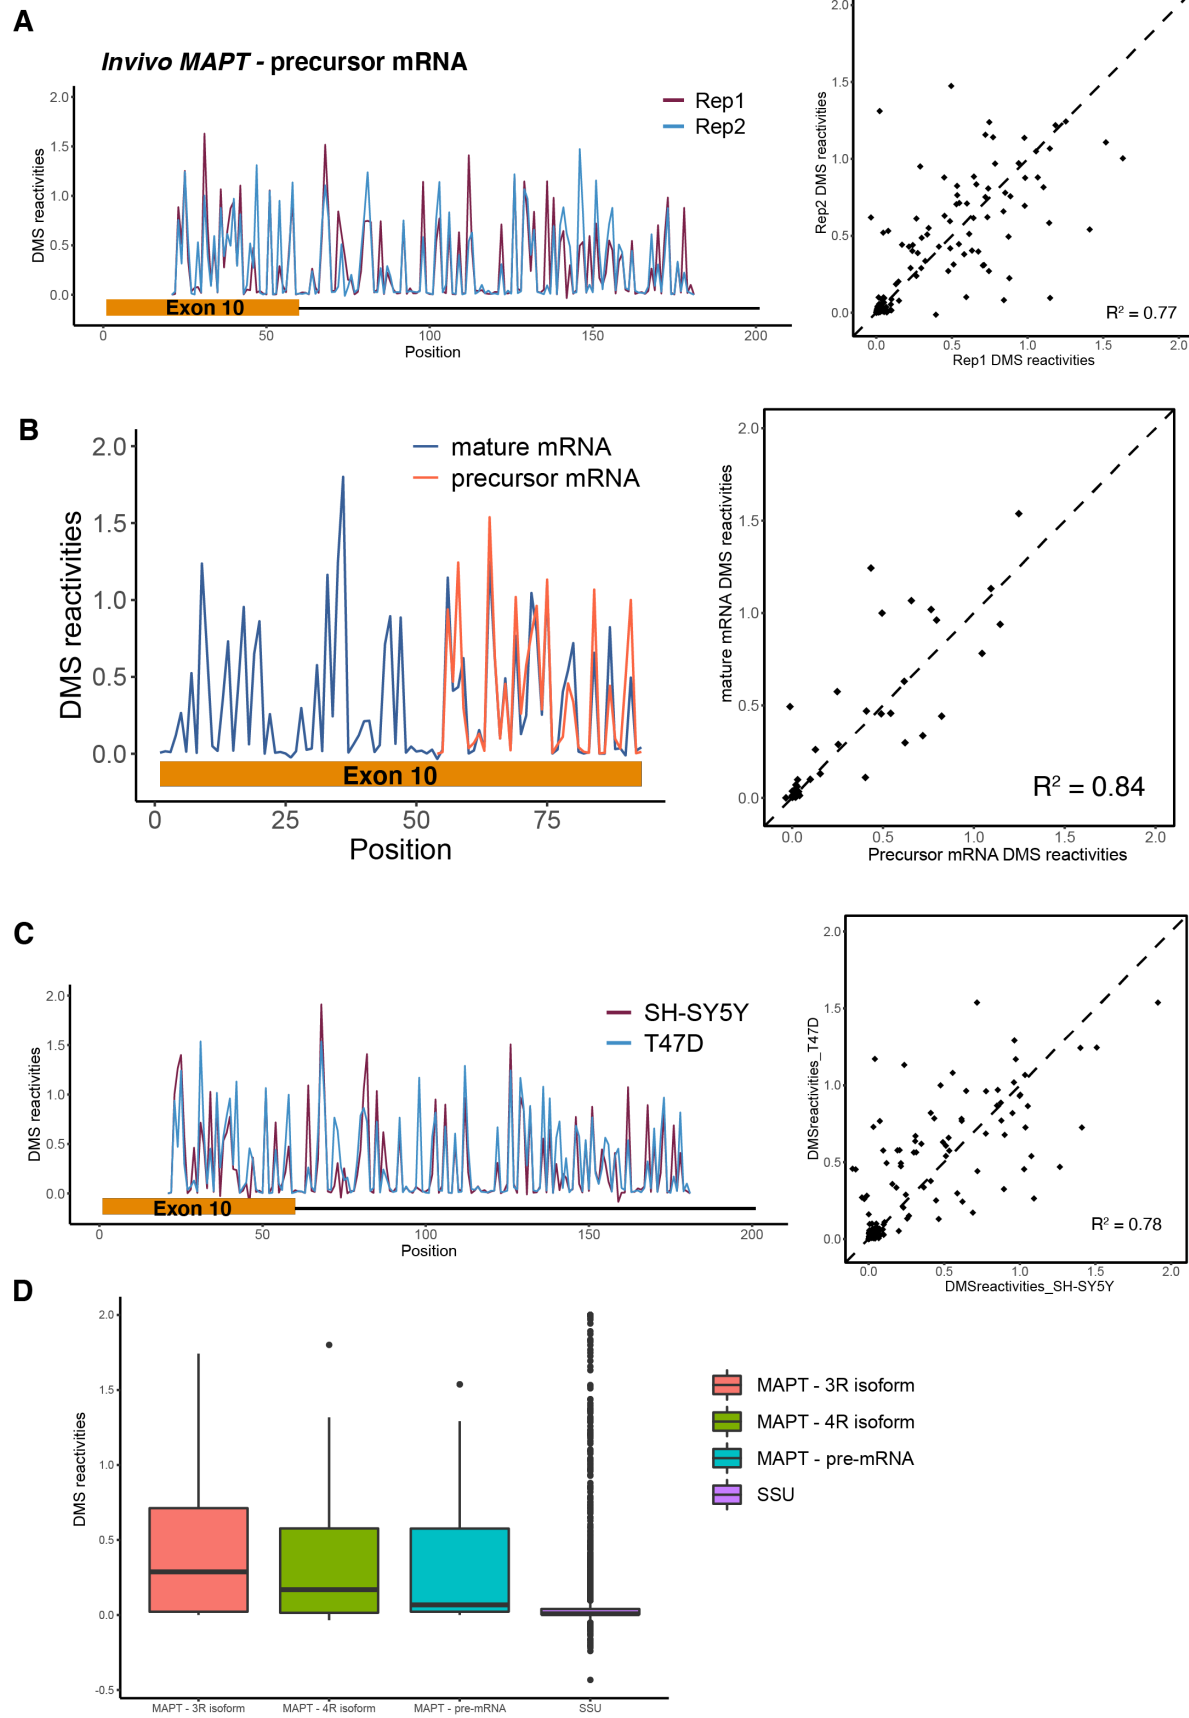 A
Invivo MAPT - precursor mRNA
Rep1
Rep2
DMS reactivities
2.0
1.5
1.0
0.5
0.0
Exon 10
0
50
100
150
200
Position
Rep2 DMS reactivities
2.0
1.5
1.0
0.5
0.0
R² = 0.77
0.0
0.5
1.0
1.5
2.0
Rep1 DMS reactivities
B
mature mRNA
precursor mRNA
DMS reactivities
2.0
1.5
1.0
0.5
0.0
Exon 10
0
25
50
75
Position
mature mRNA DMS reactivities
2.0
1.5
1.0
0.5
0.0
R² = 0.84
0.0
0.5
1.0
1.5
2.0
Precursor mRNA DMS reactivities
C
SH-SY5Y
T47D
DMS reactivities
2.0
1.5
1.0
0.5
0.0
Exon 10
0
50
100
150
200
Position
DMSreactivities_T47D
2.0
1.5
1.0
0.5
0.0
R² = 0.78
0.0
0.5
1.0
1.5
2.0
DMSreactivities_SH-SY5Y
D
DMS reactivities
2.0
1.5
1.0
0.5
0.0
-0.5
MAPT - 3R isoform
MAPT - 4R isoform
MAPT - pre-mRNA
SSU
MAPT - 3R isoform
MAPT - 4R isoform
MAPT - pre-mRNA
SSU